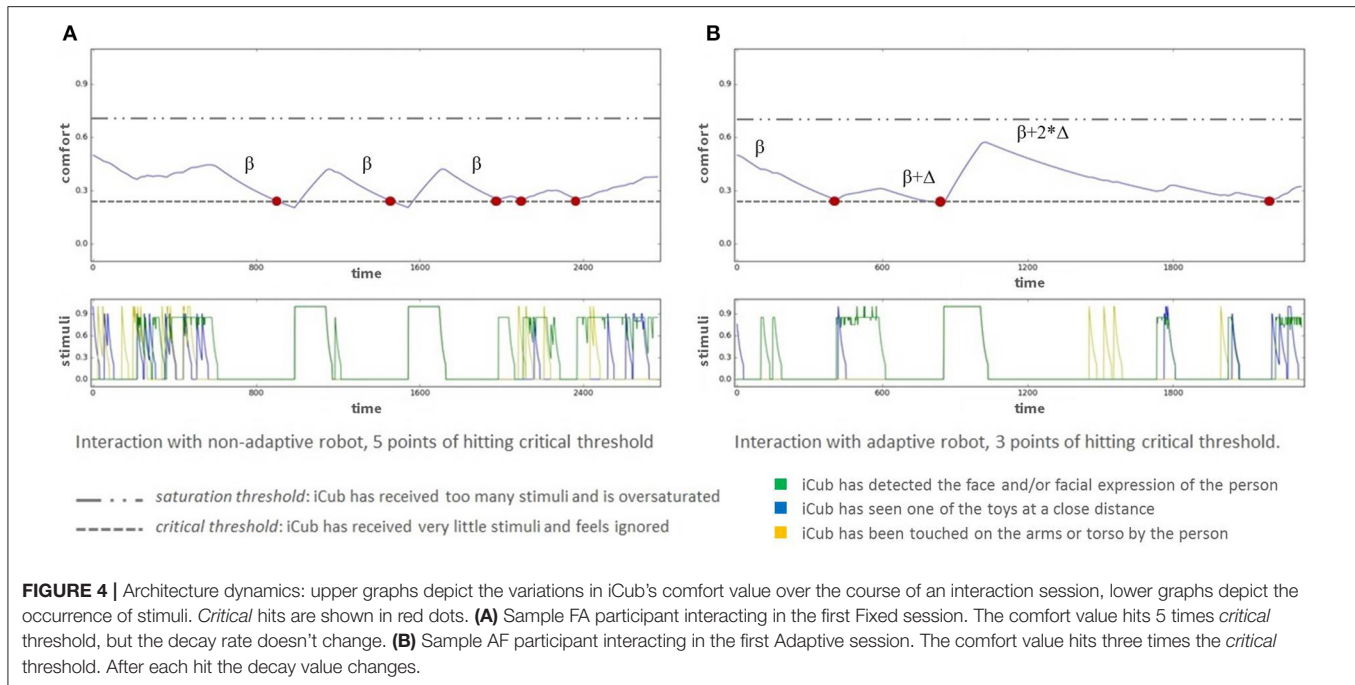 A
B
0.9
0.6
0.3
0.0
comfort
β
β
β
0
800
1600
2400
time
0.9
0.6
0.3
0.0
comfort
β
β+Δ
β+2*Δ
0
600
1200
1800
time
0.9
0.6
0.3
0.0
stimuli
0
800
1600
2400
time
0.9
0.6
0.3
0.0
stimuli
0
600
1200
1800
time
Interaction with non-adaptive robot, 5 points of hitting critical threshold
Interaction with adaptive robot, 3 points of hitting critical threshold.
saturation threshold: iCub has received too many stimuli and is oversaturated
critical threshold: iCub has received very little stimuli and feels ignored
iCub has detected the face and/or facial expression of the person
iCub has seen one of the toys at a close distance
iCub has been touched on the arms or torso by the person
FIGURE 4 | Architecture dynamics: upper graphs depict the variations in iCub's comfort value over the course of an interaction session, lower graphs depict the
occurrence of stimuli. Critical hits are shown in red dots. (A) Sample FA participant interacting in the first Fixed session. The comfort value hits 5 times critical
threshold, but the decay rate doesn't change. (B) Sample AF participant interacting in the first Adaptive session. The comfort value hits three times the critical
threshold. After each hit the decay value changes.